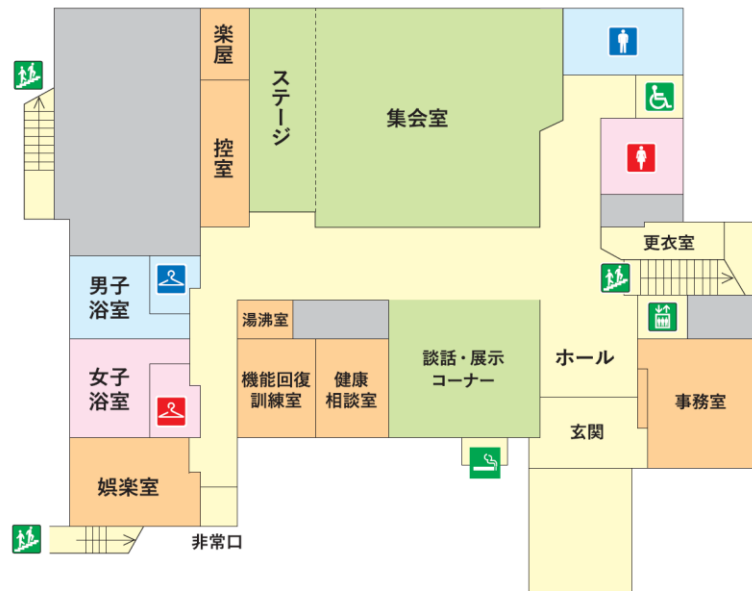 楽屋
ステージ
集会室
控室
更衣室
男子
浴室
湯沸室
談話・展示
コーナー
ホール
女子
浴室
機能回復
訓練室
健康
相談室
事務室
玄関
娯楽室
非常口